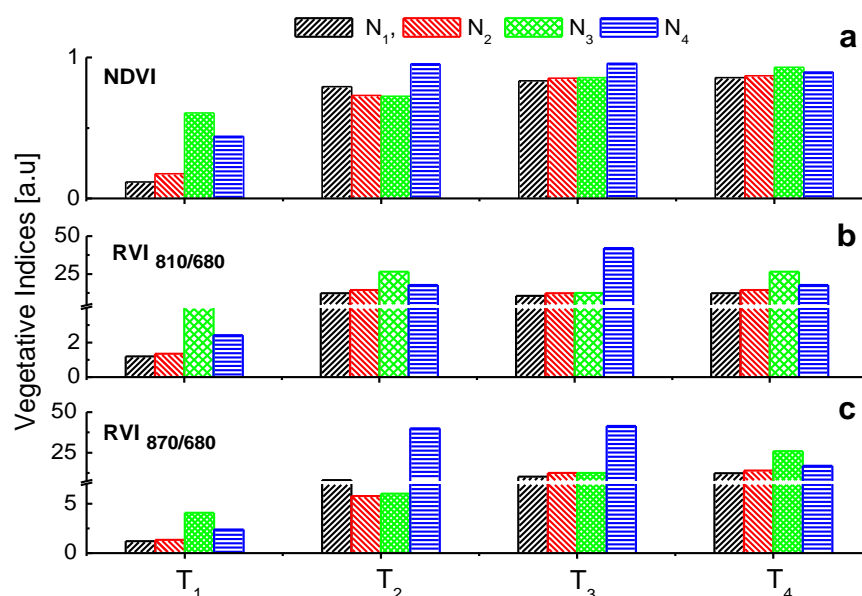 N1, N2 N3 N4
a
NDVI
1
0
Vegetative Indices [a.u]
b
RVI 810/680
50
25
2
0
c
RVI 870/680
50
25
5
0
T1 T2 T3 T4